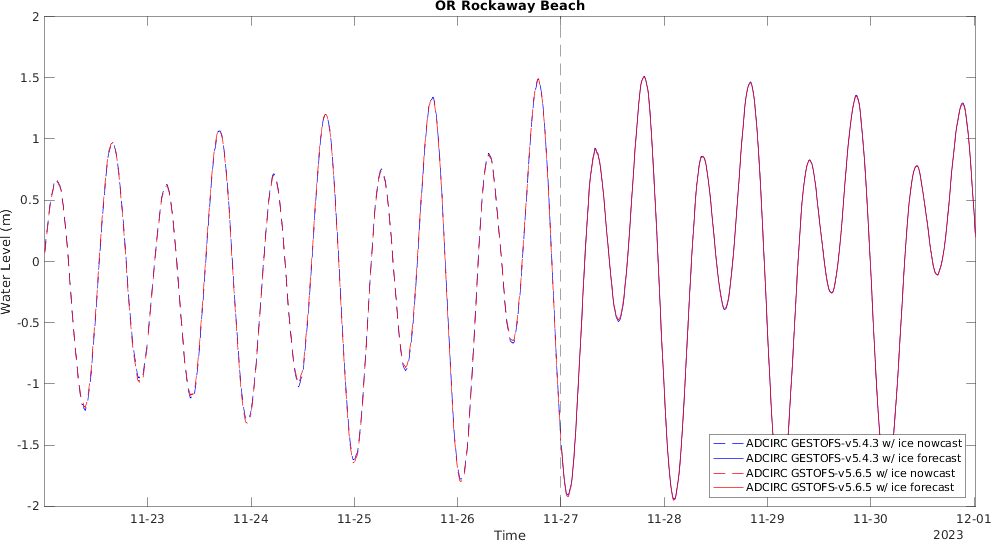 OR Rockaway Beach
2
1.5
1
0.5
0
-0.5
-1
-1.5
-2
Water Level (m)
ADCIRC GESTOFS-v5.4.3 w/ ice nowcast
ADCIRC GESTOFS-v5.4.3 w/ ice forecast
ADCIRC GSTOFS-v5.6.5 w/ ice nowcast
ADCIRC GSTOFS-v5.6.5 w/ ice forecast
11-23 11-24 11-25 11-26 11-27 11-28 11-29 11-30 12-01
Time
2023